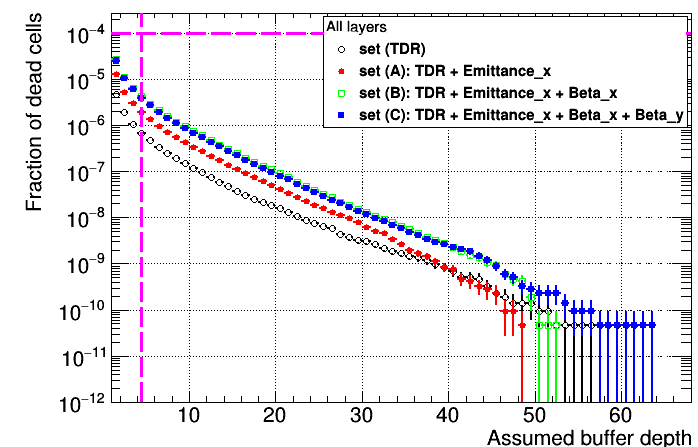 Fraction of dead cells
10⁻⁴
10⁻⁵
10⁻⁶
10⁻⁷
10⁻⁸
10⁻⁹
10⁻¹⁰
10⁻¹¹
10⁻¹²
All layers
set (TDR)
set (A): TDR + Emittance_x
set (B): TDR + Emittance_x + Beta_x
set (C): TDR + Emittance_x + Beta_x + Beta_y
10 20 30 40 50 60
Assumed buffer depth